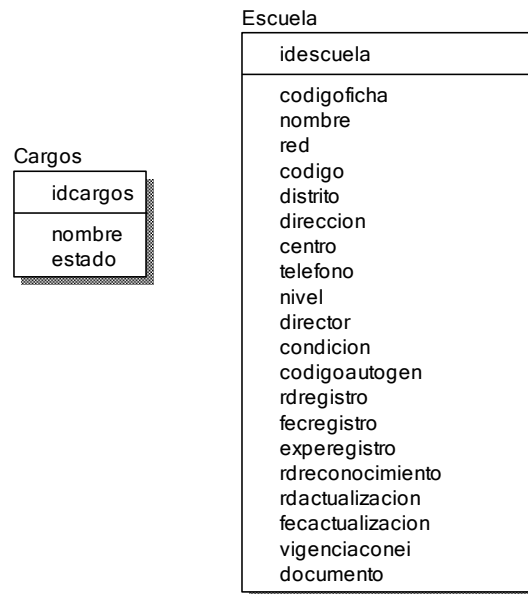 Escuela
idescuela
codigoficha
nombre
red
codigo
distrito
direccion
centro
telefono
nivel
director
condicion
codigoautogen
rdregistro
fecregistro
experegistro
rdreconocimiento
rdactualizacion
fecactualizacion
vigenciaconei
documento
Cargos
idcargos
nombre
estado